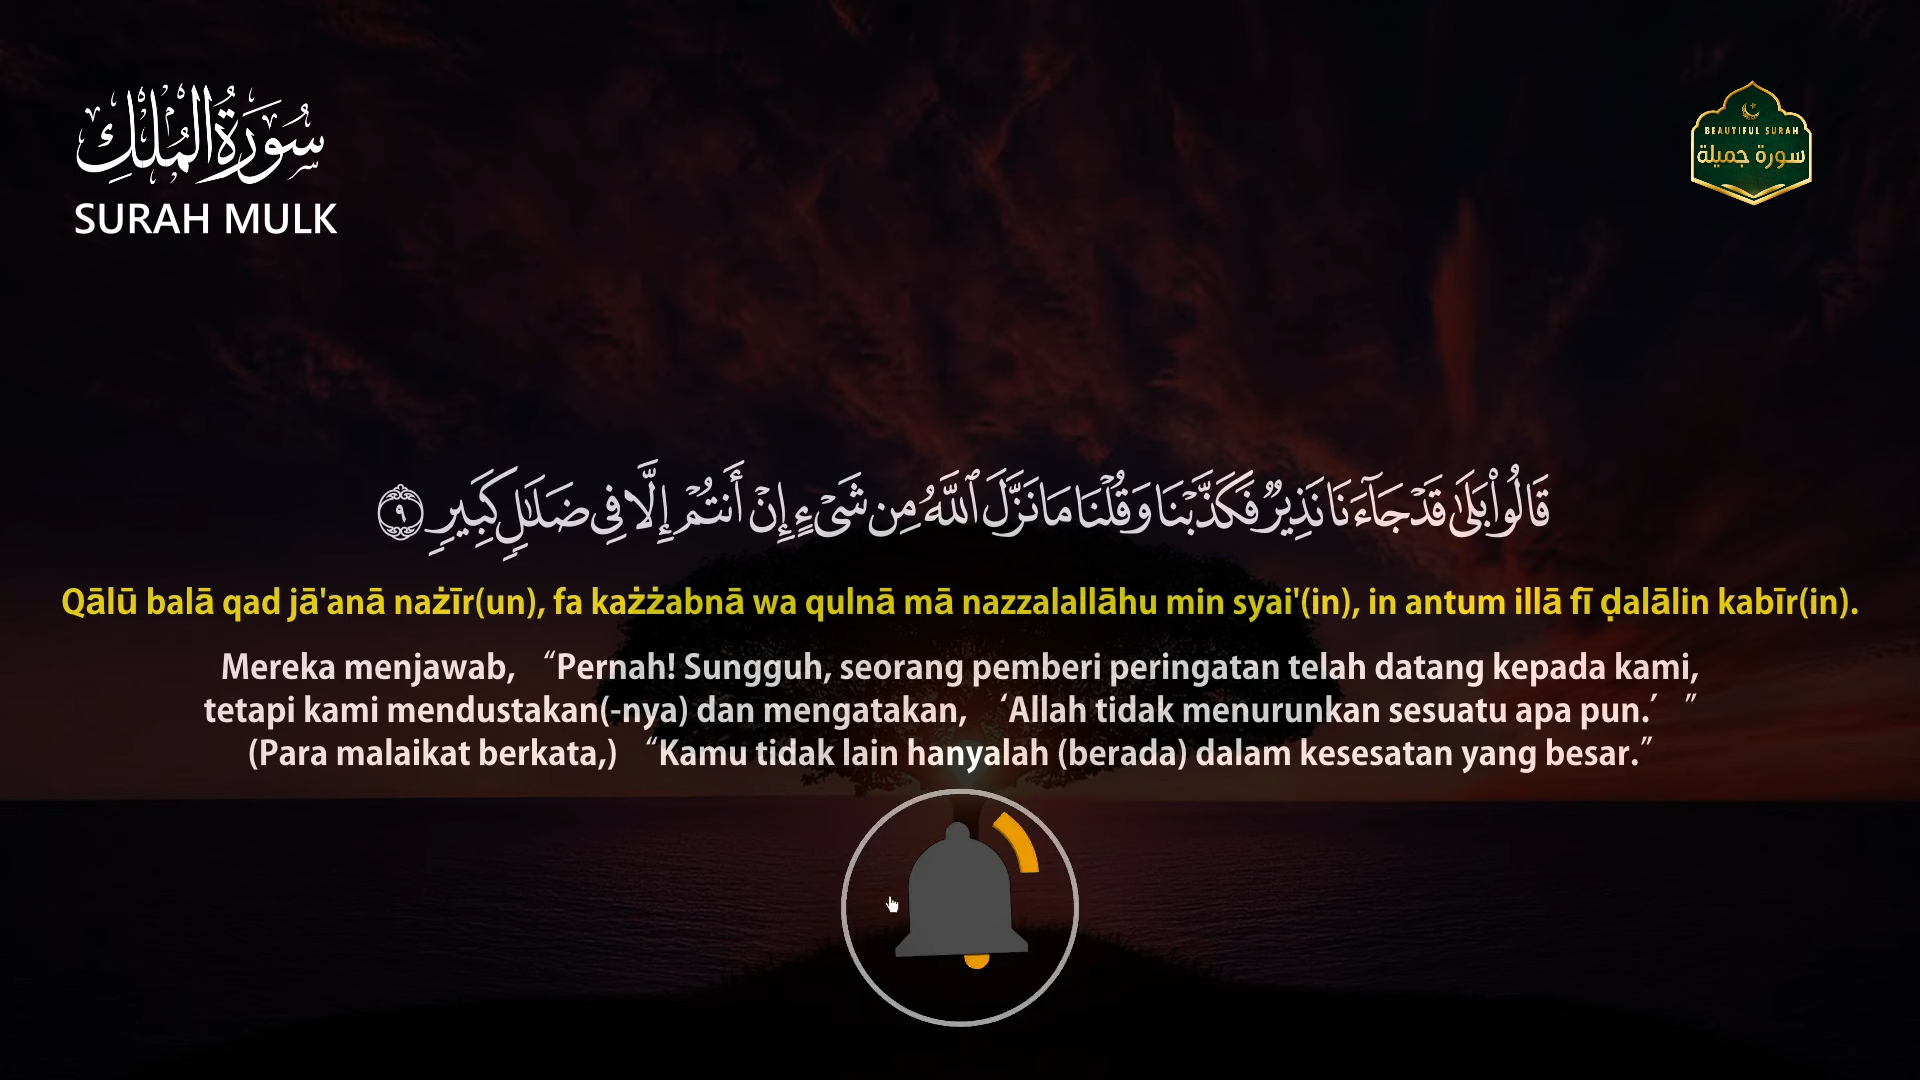 سُورَةُ المُلْكِ
SURAH MULK
BEAUTIFUL SURAH
سورة جميلة
قَالُوا۟ بَلَىٰ قَدْ جَآءَنَا نَذِيرٌ فَكَذَّبْنَا وَقُلْنَا مَا نَزَّلَ ٱللَّهُ مِن شَىْءٍ إِنْ أَنتُمْ إِلَّا فِى ضَلَـٰلٍ كَبِيرٍ ٩
Qālū balā qad jā'anā nażīr(un), fa każżabnā wa qulnā mā nazzalallāhu min syai'(in), in antum illā fī ḍalālin kabīr(in).
Mereka menjawab, “Pernah! Sungguh, seorang pemberi peringatan telah datang kepada kami,
tetapi kami mendustakan(-nya) dan mengatakan, ‘Allah tidak menurunkan sesuatu apa pun.’ ”
(Para malaikat berkata,) “Kamu tidak lain hanyalah (berada) dalam kesesatan yang besar.”